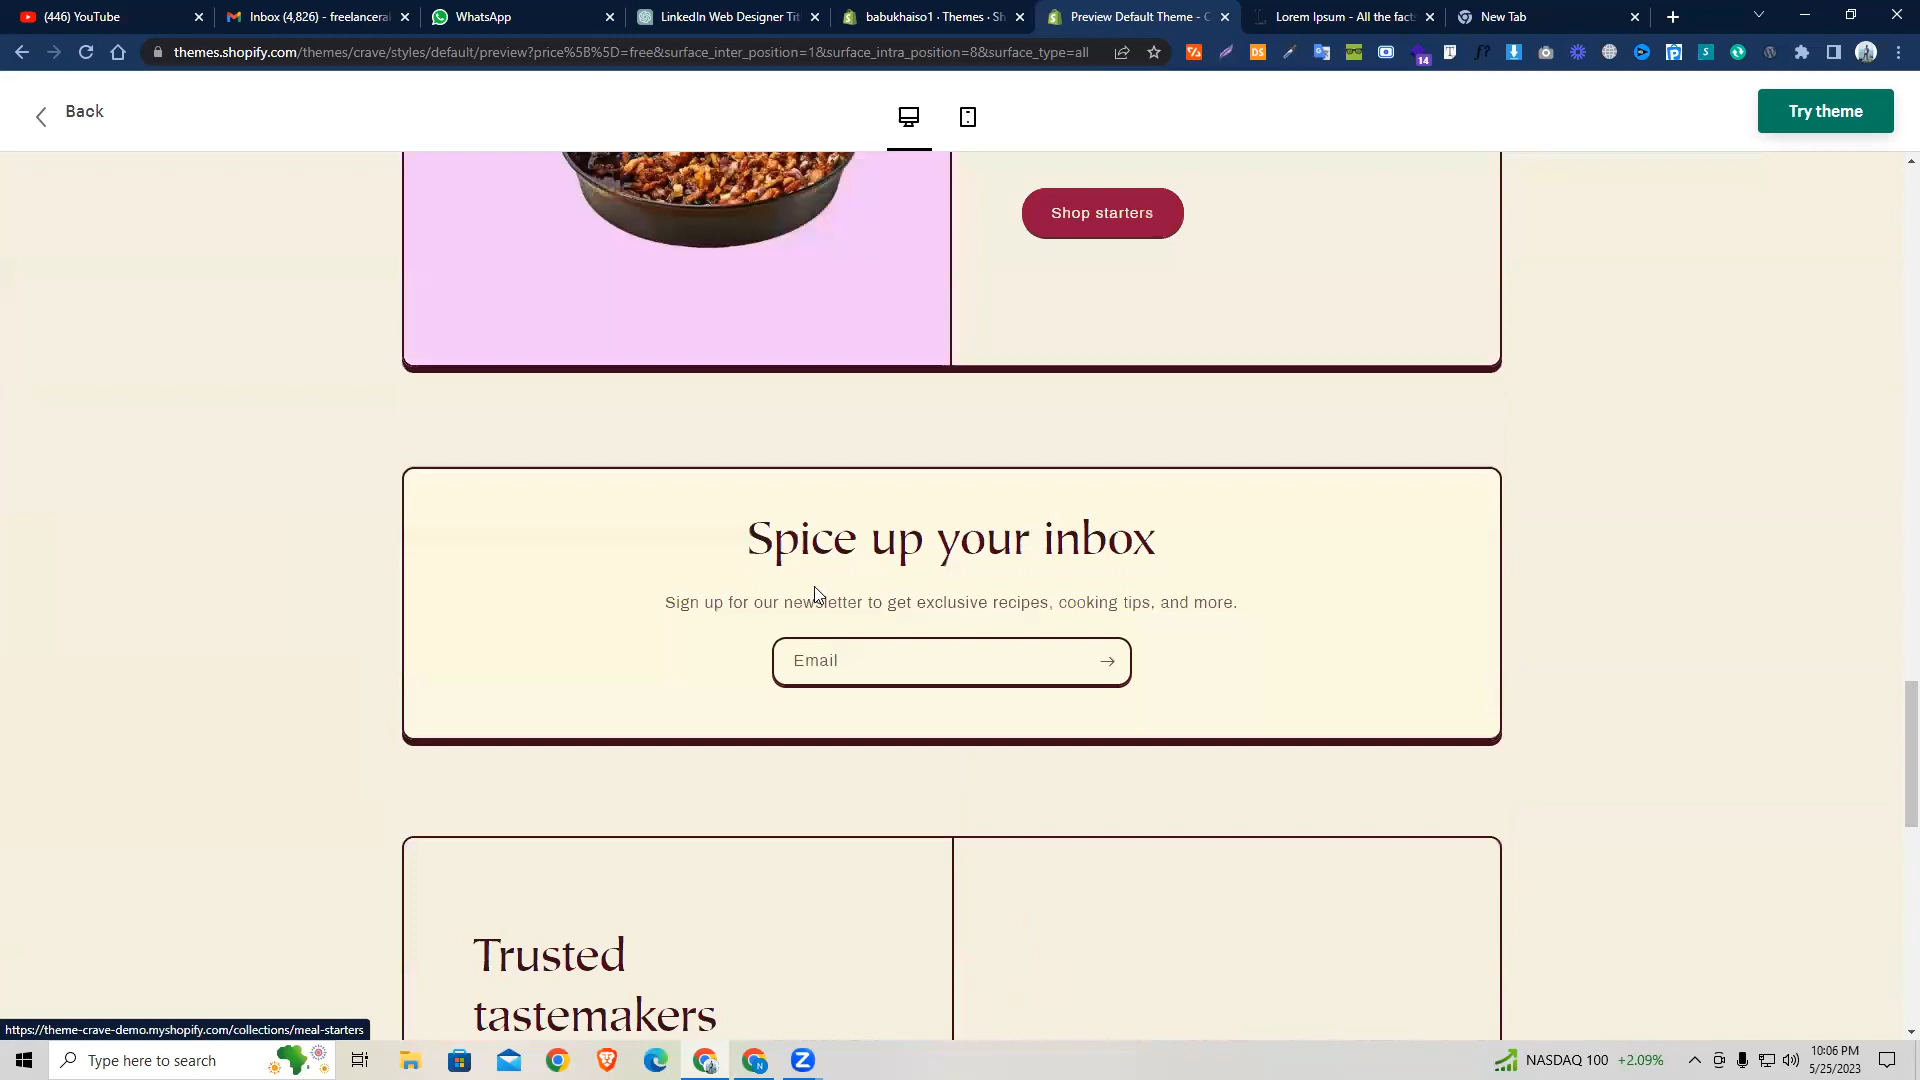 (446) YouTube
Inbox (4,826) - freelanceral
WhatsApp
LinkedIn Web Designer Tit
babukhaiso1 · Themes · Sh
Preview Default Theme - C
Lorem Ipsum - All the fact
New Tab
themes.shopify.com/themes/crave/styles/default/preview?price%5B%5D=free&surface_inter_position=1&surface_intra_position=8&surface_type=all
14
Back
Try theme
Shop starters
Spice up your inbox
Sign up for our newsletter to get exclusive recipes, cooking tips, and more.
Email
Trusted
tastemakers
https://theme-crave-demo.myshopify.com/collections/meal-starters
Type here to search
NASDAQ 100 +2.09%
10:06 PM
5/25/2023